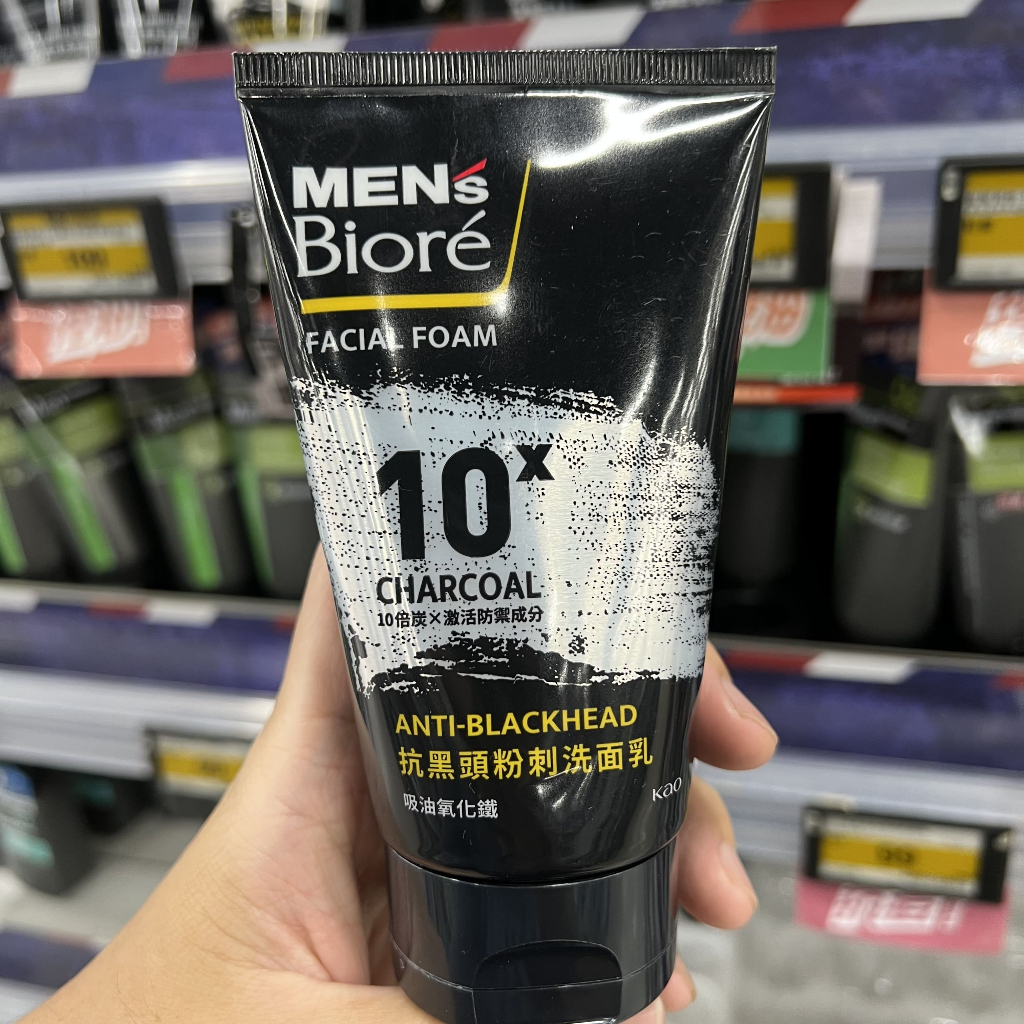 MEN's
Bioré
FACIAL FOAM
10x
CHARCOAL
10倍炭×激活防禦成分
ANTI-BLACKHEAD
抗黑頭粉刺洗面乳
吸油氧化鐵
Kao